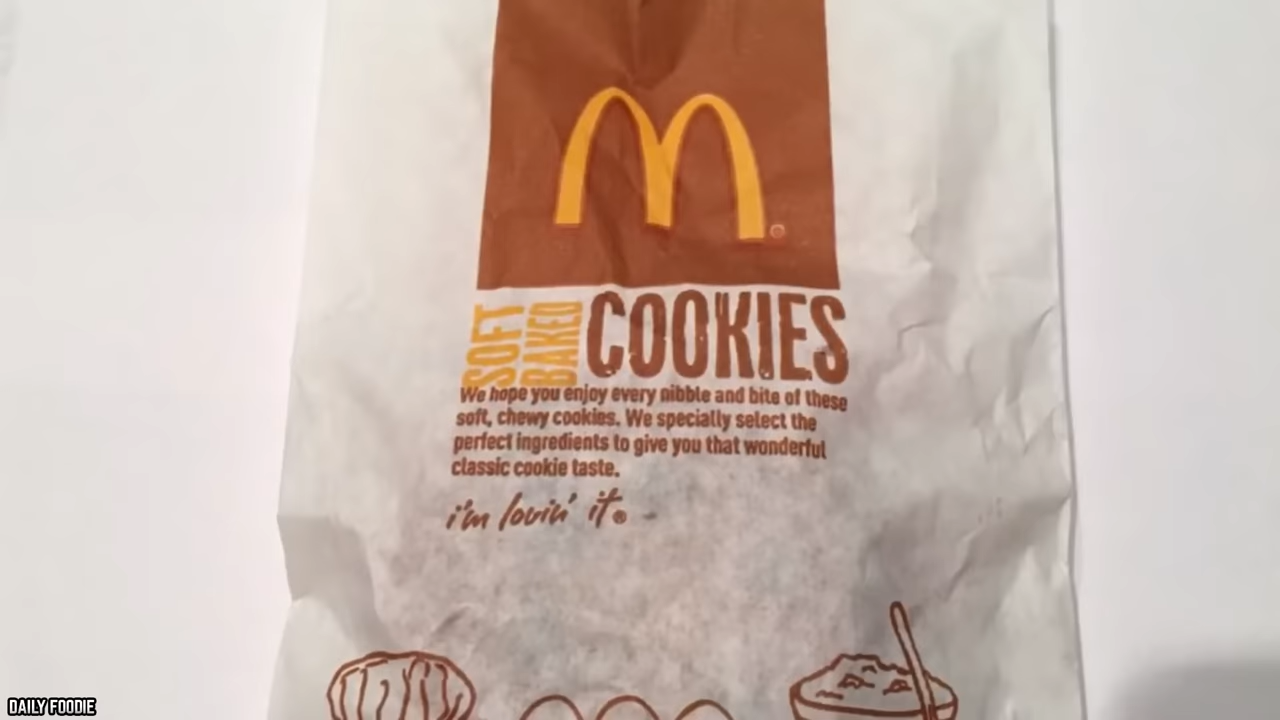 SOFT
BAKED
COOKIES
We hope you enjoy every nibble and bite of these
soft, chewy cookies. We specially select the
perfect ingredients to give you that wonderful
classic cookie taste.
i'm lovin' it®
DAILY FOODIE